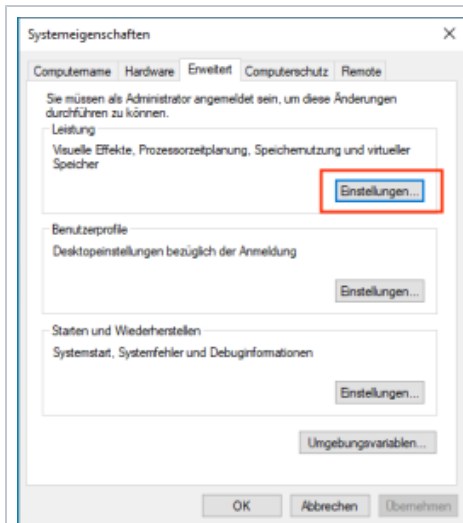 Systemeigenschaften
Computername Hardware Erweitert Computerschutz Remote
Sie müssen als Administrator angemeldet sein, um diese Änderungen
durchführen zu können.
Leistung
Visuelle Effekte, Prozessorzeitplanung, Speichernutzung und virtueller
Speicher
Einstellungen...
Benutzerprofile
Desktopeinstellungen bezüglich der Anmeldung
Einstellungen...
Starten und Wiederherstellen
Systemstart, Systemfehler und Debuginformationen
Einstellungen...
Umgebungsvariablen...
OK Abbrechen Übernehmen